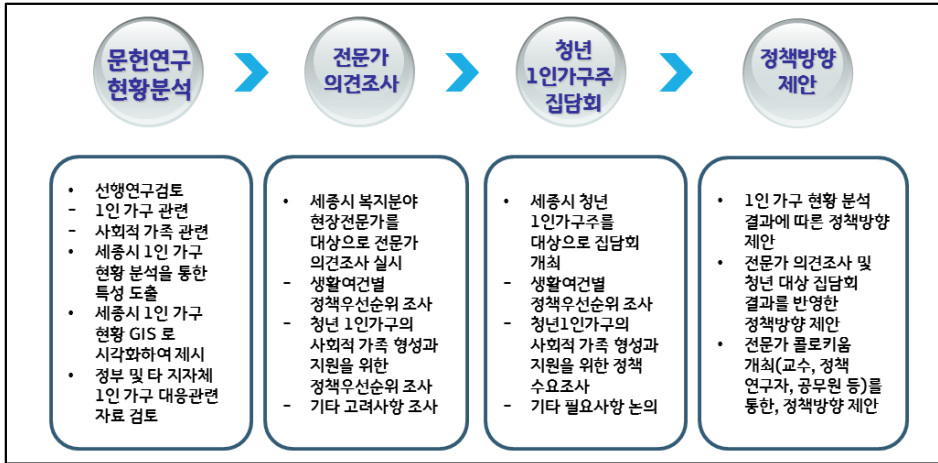 문헌연구
현황분석
전문가
의견조사
청년
1인가구주
집담회
정책방향
제안
• 선행연구검토
- 1인 가구 관련
- 사회적 가족 관련
• 세종시 1인 가구
현황 분석을 통한
특성 도출
• 세종시 1인 가구
현황 GIS 로
시각화하여 제시
• 정부 및 타 지자체
1인 가구 대응관련
자료 검토
• 세종시 복지분야
현장전문가를
대상으로 전문가
의견조사 실시
- 생활여건별
정책우선순위 조사
- 청년 1인가구의
사회적 가족 형성과
지원을 위한
정책우선순위 조사
- 기타 고려사항 조사
• 세종시 청년
1인가구주를
대상으로 집담회
개최
- 생활여건별
정책우선순위 조사
- 청년1인가구의
사회적 가족 형성과
지원을 위한 정책
수요조사
- 기타 필요사항 논의
• 1인 가구 현황 분석
결과에 따른 정책방향
제안
• 전문가 의견조사 및
청년 대상 집담회
결과를 반영한
정책방향 제안
• 전문가 콜로키움
개최(교수, 정책
연구자, 공무원 등)를
통한, 정책방향 제안